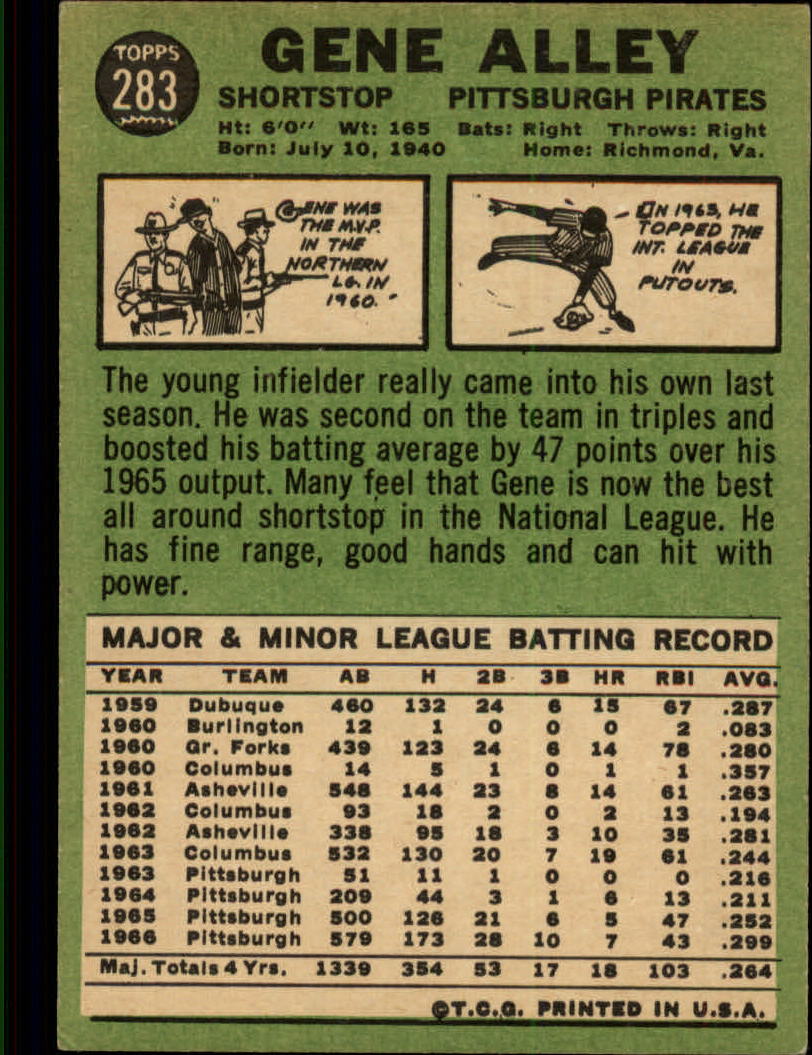 TOPPS
283
GENE ALLEY
SHORTSTOP PITTSBURGH PIRATES
Ht: 6'0" Wt: 165 Bats: Right Throws: Right
Born: July 10, 1940 Home: Richmond, Va.
GENE WAS
THE M.V.P.
IN THE
NORTHERN
LG. IN
1960.
IN 1963, HE
TOPPED THE
INT. LEAGUE
IN
PUTOUTS.
The young infielder really came into his own last
season. He was second on the team in triples and
boosted his batting average by 47 points over his
1965 output. Many feel that Gene is now the best
all around shortstop in the National League. He
has fine range, good hands and can hit with
power.
MAJOR & MINOR LEAGUE BATTING RECORD
YEAR TEAM AB H 2B 3B HR RBI AVG.
1959 Dubuque 460 132 24 6 15 67 .287
1960 Burlington 12 1 0 0 0 2 .083
1960 Gr. Forks 439 123 24 6 14 78 .280
1960 Columbus 14 5 1 0 1 1 .357
1961 Asheville 548 144 23 8 14 61 .263
1962 Columbus 93 18 2 0 2 13 .194
1962 Asheville 338 95 18 3 10 35 .281
1963 Columbus 532 130 20 7 19 61 .244
1963 Pittsburgh 51 11 1 0 0 0 .216
1964 Pittsburgh 209 44 3 1 6 13 .211
1965 Pittsburgh 500 126 21 6 5 47 .252
1966 Pittsburgh 579 173 28 10 7 43 .299
Maj. Totals 4 Yrs. 1339 354 53 17 18 103 .264
©T.C.G. PRINTED IN U.S.A.